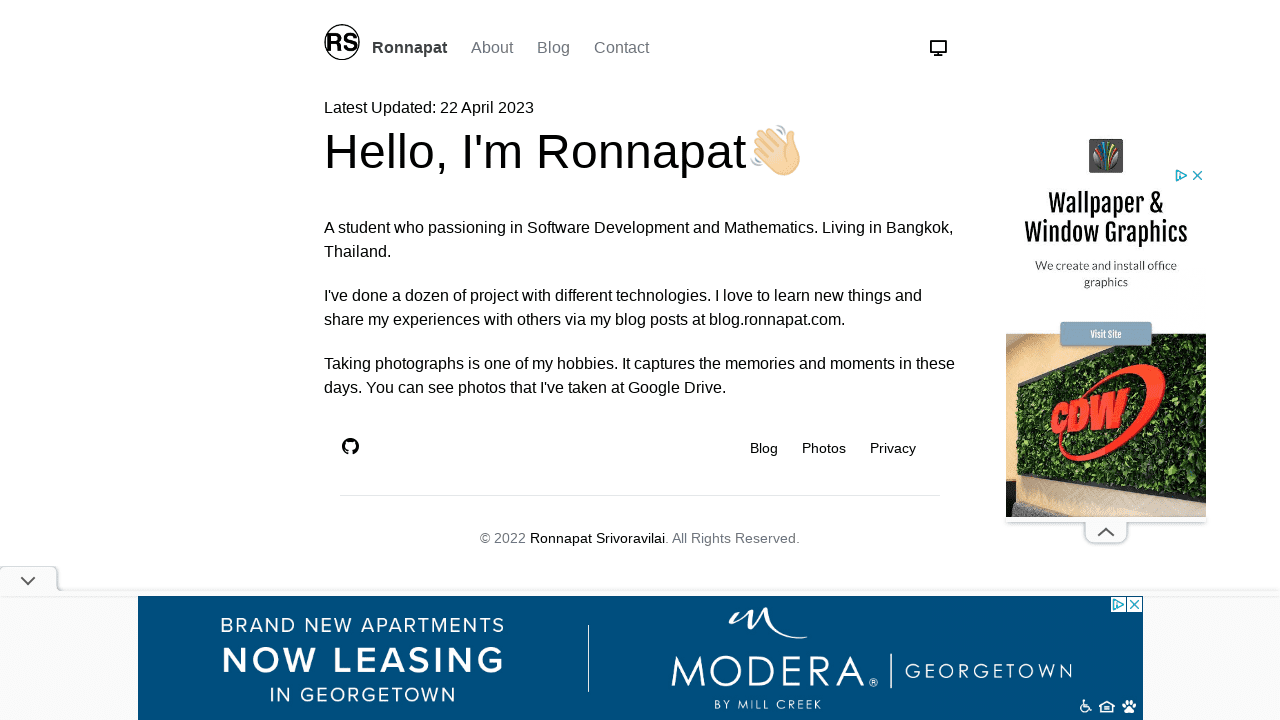 RS
Ronnapat
About
Blog
Contact
Latest Updated: 22 April 2023
Hello, I'm Ronnapat
A student who passioning in Software Development and Mathematics. Living in Bangkok,
Thailand.
I've done a dozen of project with different technologies. I love to learn new things and
share my experiences with others via my blog posts at blog.ronnapat.com.
Taking photographs is one of my hobbies. It captures the memories and moments in these
days. You can see photos that I've taken at Google Drive.
Blog
Photos
Privacy
© 2022 Ronnapat Srivoravilai. All Rights Reserved.
Wallpaper &
Window Graphics
We create and install office
graphics
Visit Site
CDW
BRAND NEW APARTMENTS
NOW LEASING
IN GEORGETOWN
MODERA® | GEORGETOWN
BY MILL CREEK